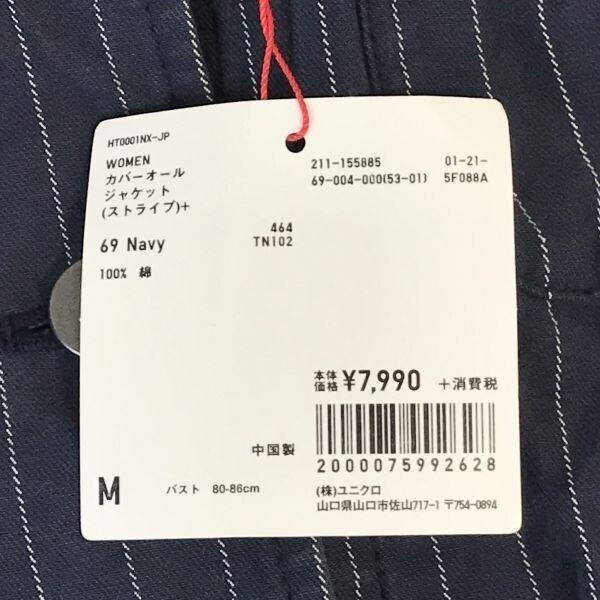 HT0001NX-JP
WOMEN
カバーオール
ジャケット
(ストライプ)+
211-155885 01-21-
69-004-000(53-01) 5F088A
464
69 Navy TN102
100% 綿
本体価格 ¥7,990 +消費税
中国製
2000075992628
M バスト 80-86cm
(株)ユニクロ
山口県山口市佐山717-1 〒754-0894